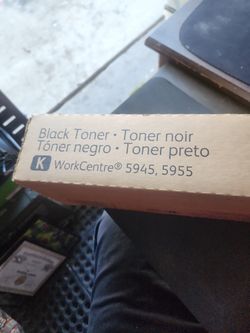 Black Toner · Toner noir
Tóner negro · Toner preto
K WorkCentre® 5945, 5955